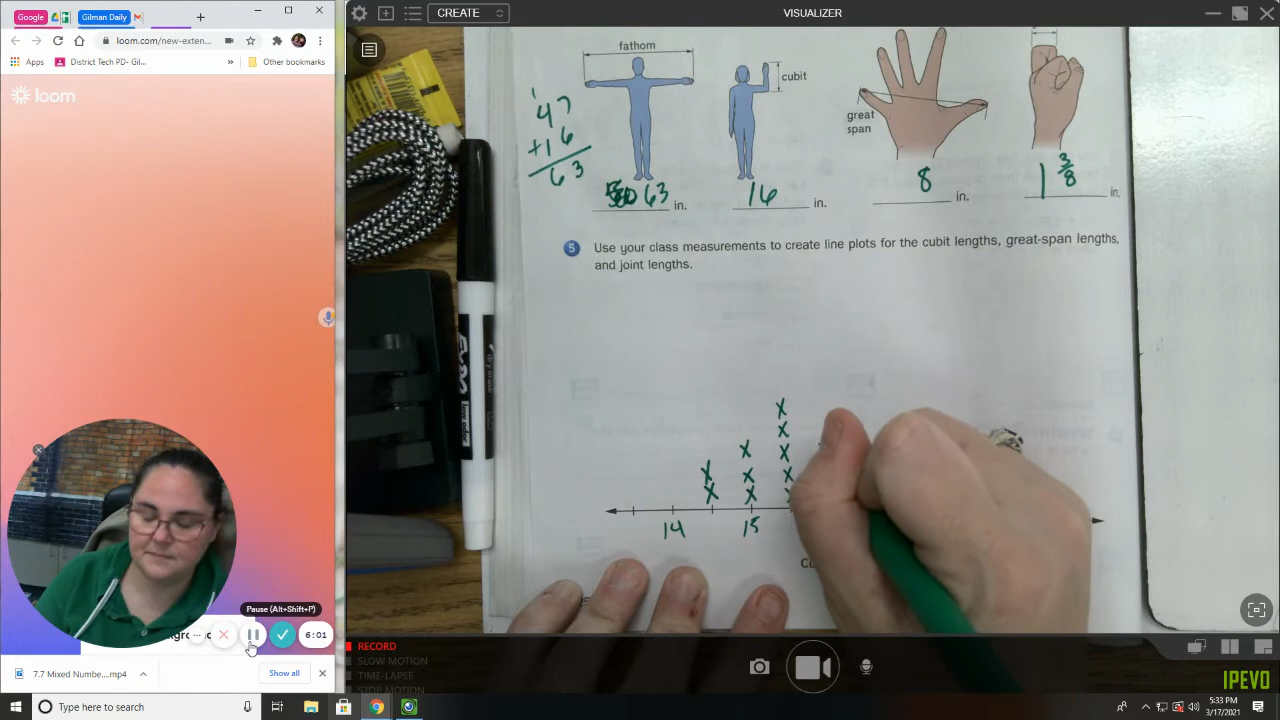 Google
Gilman Daily
loom.com/new-exten...
Apps
District Tech PD- Gil...
»
Other bookmarks
loom
Pause (Alt+Shift+P)
6:01
7.7 Mixed Numbe....mp4
Show all
Type here to search
CREATE
VISUALIZER
fathom
cubit
great
span
1
47
+16
63
63 in.
16 in.
8 in.
1 3/8 in.
5 Use your class measurements to create line plots for the cubit lengths, great-span lengths,
and joint lengths.
X
X
X X
X X X
X X
14 15
EXPO
RECORD
SLOW MOTION
TIME-LAPSE
STOP MOTION
IPEVO
5:33 PM
3/17/2021